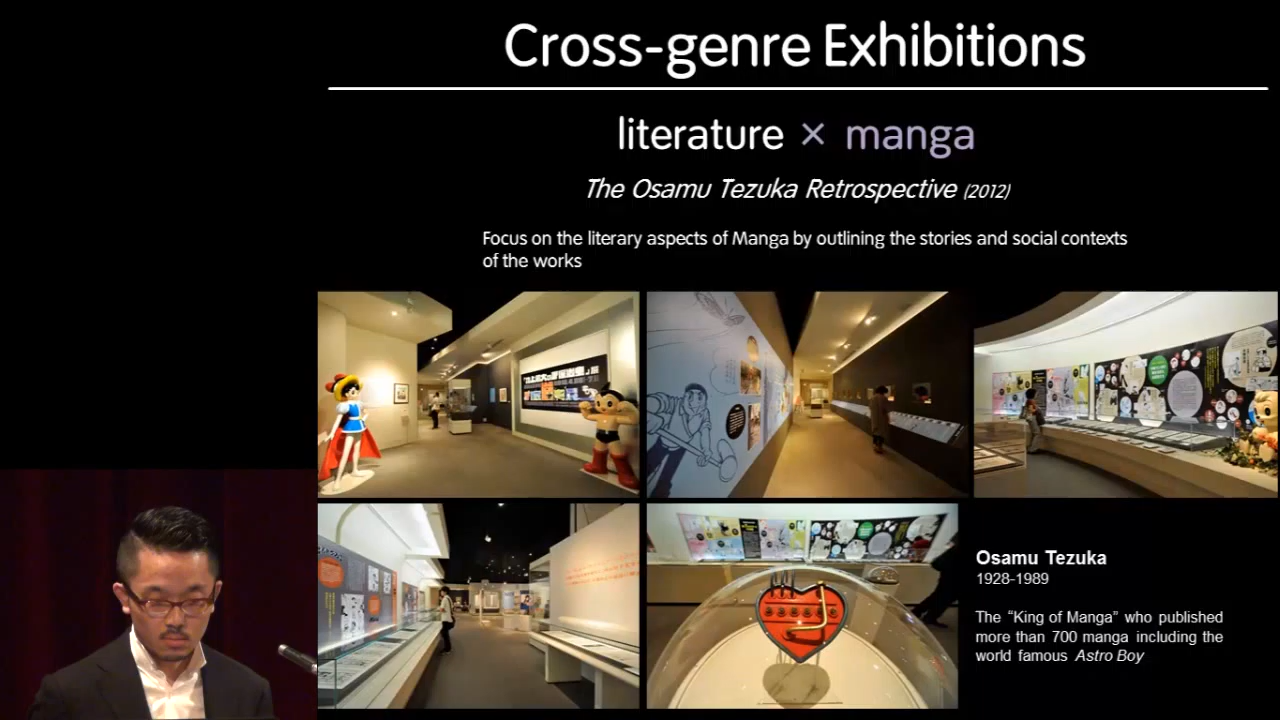 Cross-genre Exhibitions
literature × manga
The Osamu Tezuka Retrospective (2012)
Focus on the literary aspects of Manga by outlining the stories and social contexts
of the works
Osamu Tezuka
1928-1989
The “King of Manga” who published
more than 700 manga including the
world famous Astro Boy